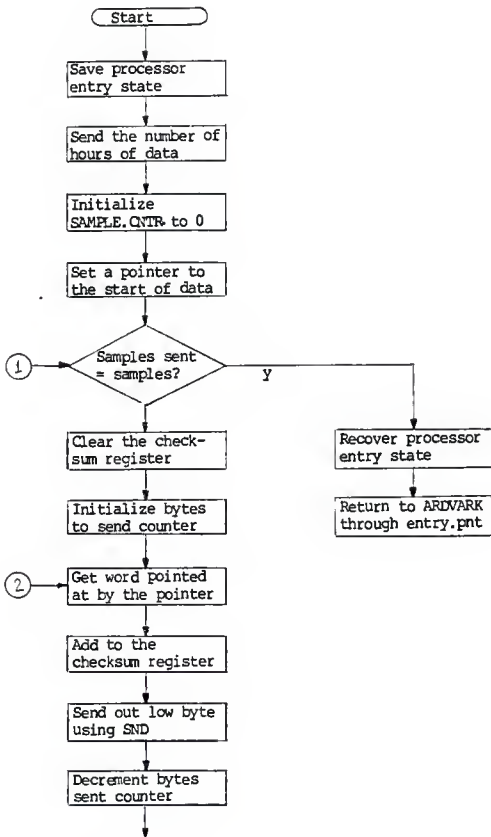 Start
Save processor
entry state
Send the number of
hours of data
Initialize
SAMPLE.CNTR to 0
Set a pointer to
the start of data
1
Samples sent
= samples?
y
Clear the check-
sum register
Recover processor
entry state
Initialize bytes
to send counter
Return to ARDVARK
through entry.pnt
2
Get word pointed
at by the pointer
Add to the
checksum register
Send out low byte
using SND
Decrement bytes
sent counter